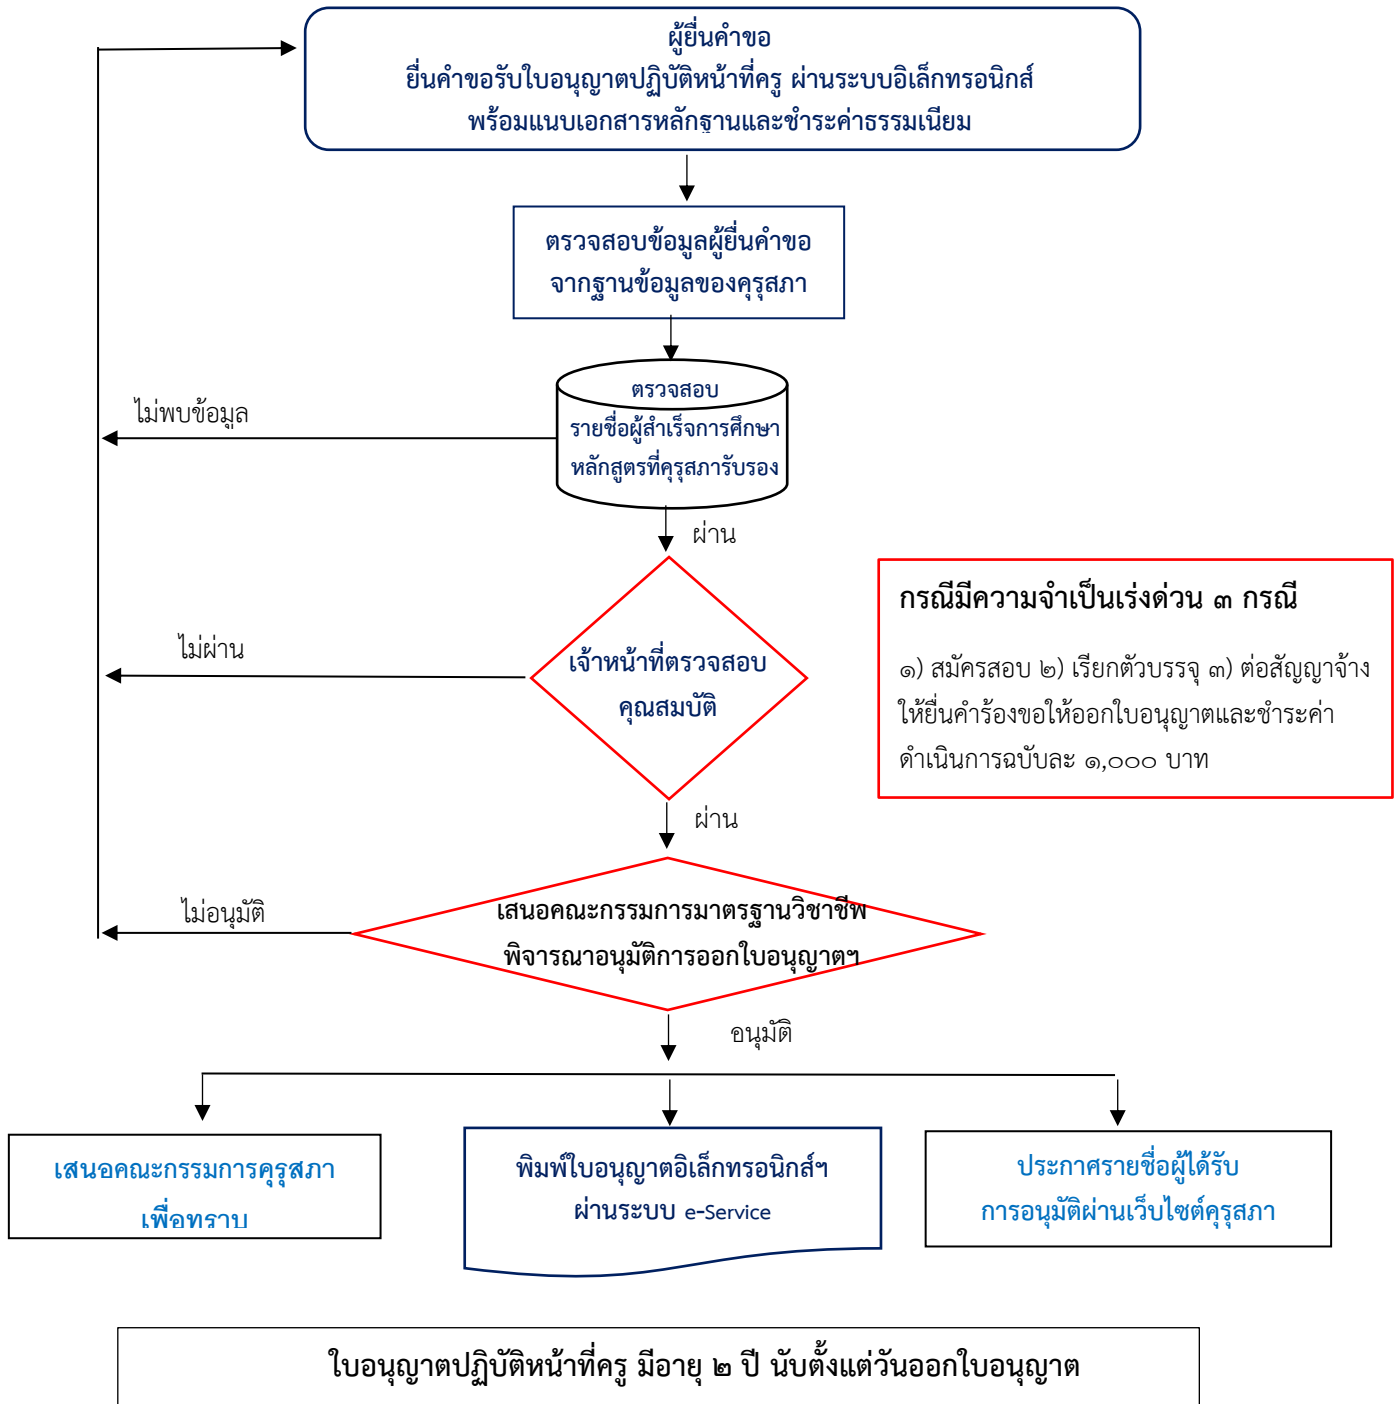 ผู้ยื่นคำขอ
ยื่นคำขอรับใบอนุญาตปฏิบัติหน้าที่ครู ผ่านระบบอิเล็กทรอนิกส์
พร้อมแนบเอกสารหลักฐานและชำระค่าธรรมเนียม
ตรวจสอบข้อมูลผู้ยื่นคำขอ
จากฐานข้อมูลของคุรุสภา
ตรวจสอบ
รายชื่อผู้สำเร็จการศึกษา
หลักสูตรที่คุรุสภารับรอง
ไม่พบข้อมูล
ผ่าน
เจ้าหน้าที่ตรวจสอบ
คุณสมบัติ
ไม่ผ่าน
กรณีมีความจำเป็นเร่งด่วน ๓ กรณี
๑) สมัครสอบ ๒) เรียกตัวบรรจุ ๓) ต่อสัญญาจ้าง
ให้ยื่นคำร้องขอให้ออกใบอนุญาตและชำระค่า
ดำเนินการฉบับละ ๑,๐๐๐ บาท
ผ่าน
เสนอคณะกรรมการมาตรฐานวิชาชีพ
พิจารณาอนุมัติการออกใบอนุญาตฯ
ไม่อนุมัติ
อนุมัติ
เสนอคณะกรรมการคุรุสภา
เพื่อทราบ
พิมพ์ใบอนุญาตอิเล็กทรอนิกส์ฯ
ผ่านระบบ e-Service
ประกาศรายชื่อผู้ได้รับ
การอนุมัติผ่านเว็บไซต์คุรุสภา
ใบอนุญาตปฏิบัติหน้าที่ครู มีอายุ ๒ ปี นับตั้งแต่วันออกใบอนุญาต